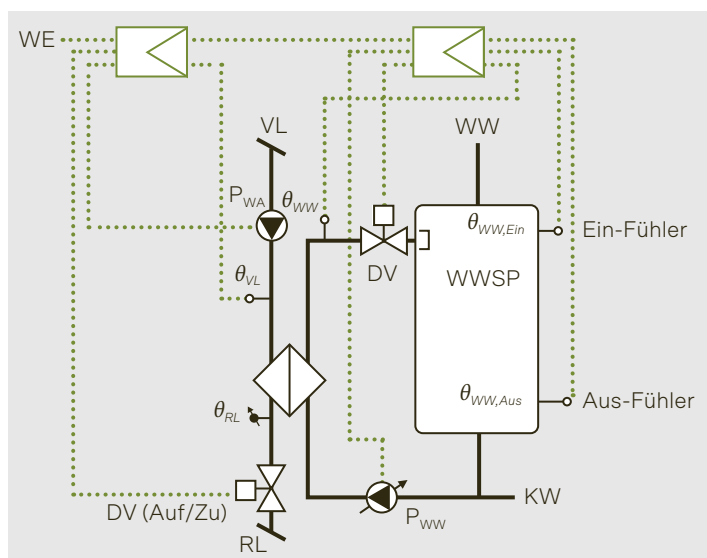 WE
VL
WW
P_WA
θ_WW
θ_WW,Ein
Ein-Fühler
θ_VL
DV
WWSP
θ_WW,Aus
Aus-Fühler
θ_RL
DV (Auf/Zu)
P_WW
KW
RL